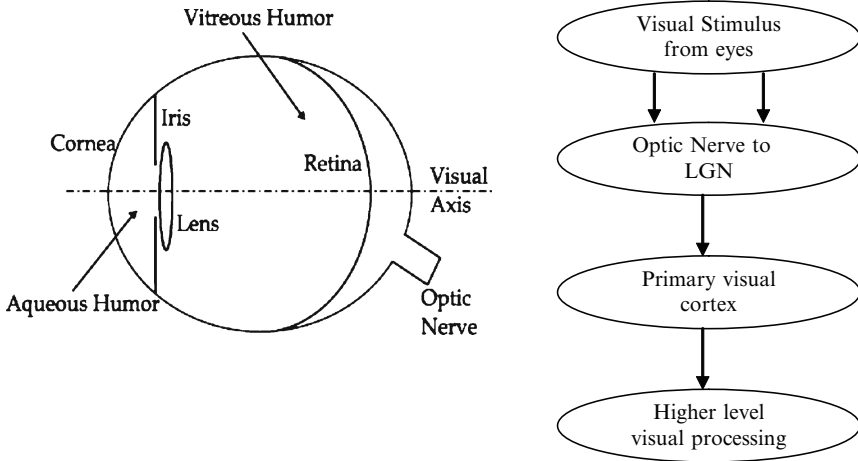 Vitreous Humor
Iris
Cornea
Retina
Visual
Axis
Lens
Aqueous Humor
Optic
Nerve
Visual Stimulus
from eyes
Optic Nerve to
LGN
Primary visual
cortex
Higher level
visual processing